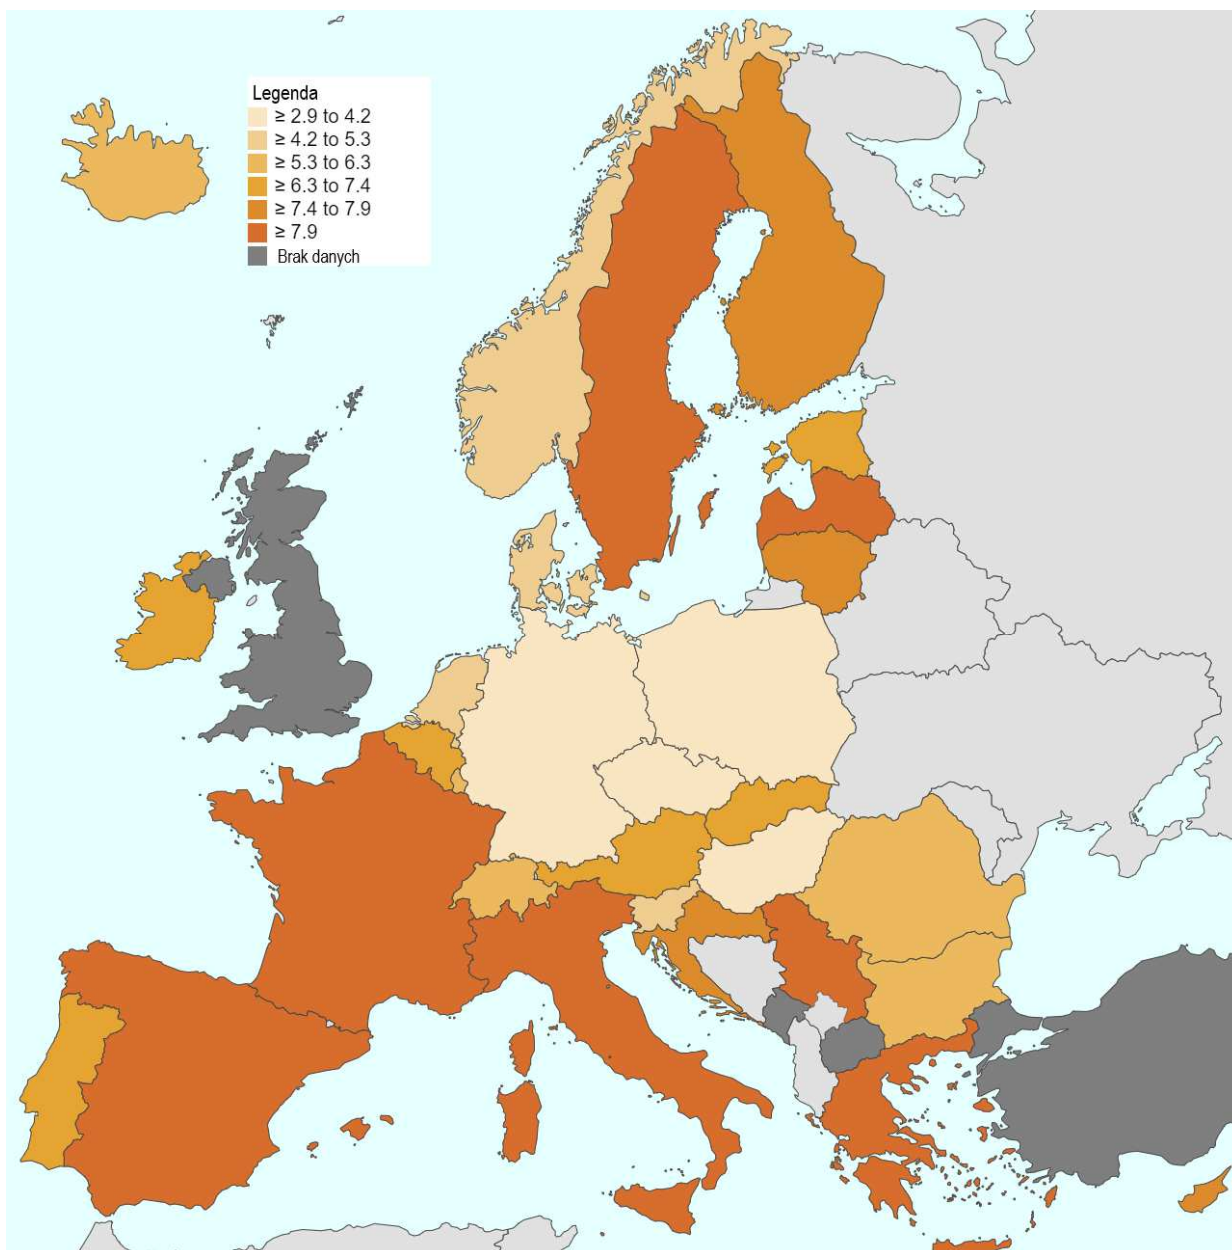 Legenda
≥ 2.9 to 4.2
≥ 4.2 to 5.3
≥ 5.3 to 6.3
≥ 6.3 to 7.4
≥ 7.4 to 7.9
≥ 7.9
Brak danych